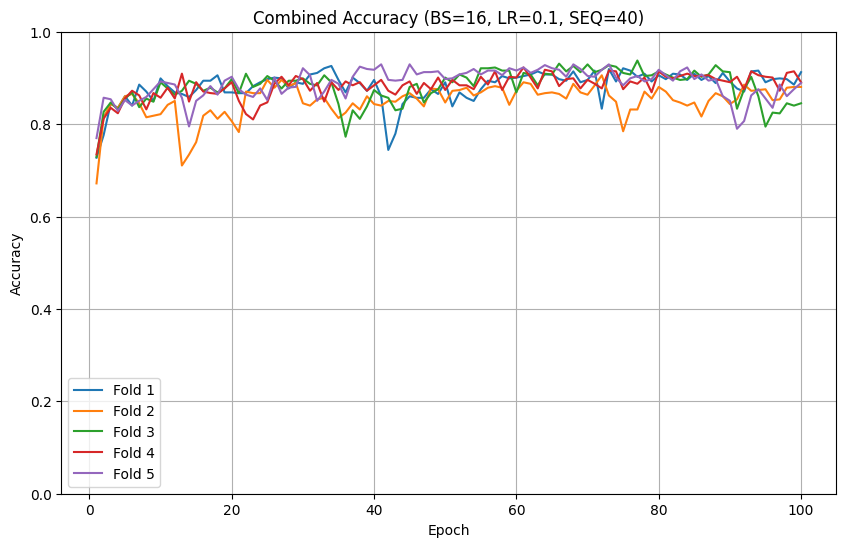 Combined Accuracy (BS=16, LR=0.1, SEQ=40)
1.0
0.8
0.6
0.4
0.2
0.0
Accuracy
Fold 1
Fold 2
Fold 3
Fold 4
Fold 5
0 20 40 60 80 100
Epoch